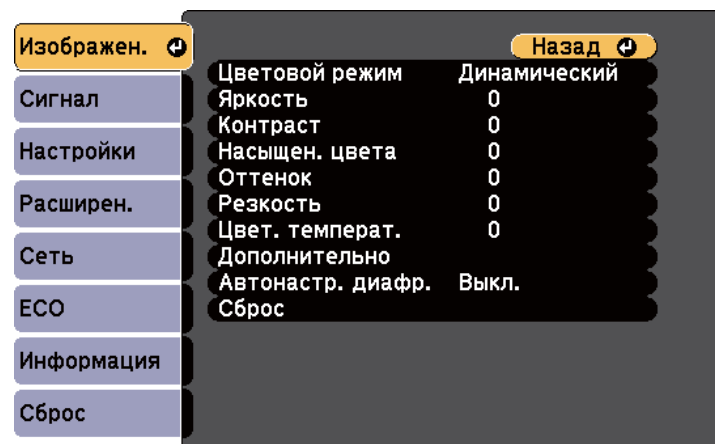 Изображен.
Сигнал
Настройки
Расширен.
Сеть
ECO
Информация
Сброс
Назад
Цветовой режим Динамический
Яркость 0
Контраст 0
Насыщен. цвета 0
Оттенок 0
Резкость 0
Цвет. температ. 0
Дополнительно
Автонастр. диафр. Выкл.
Сброс